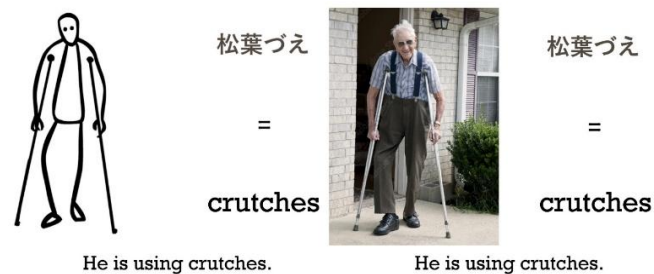 松葉づえ
=
crutches
He is using crutches.
松葉づえ
=
crutches
He is using crutches.